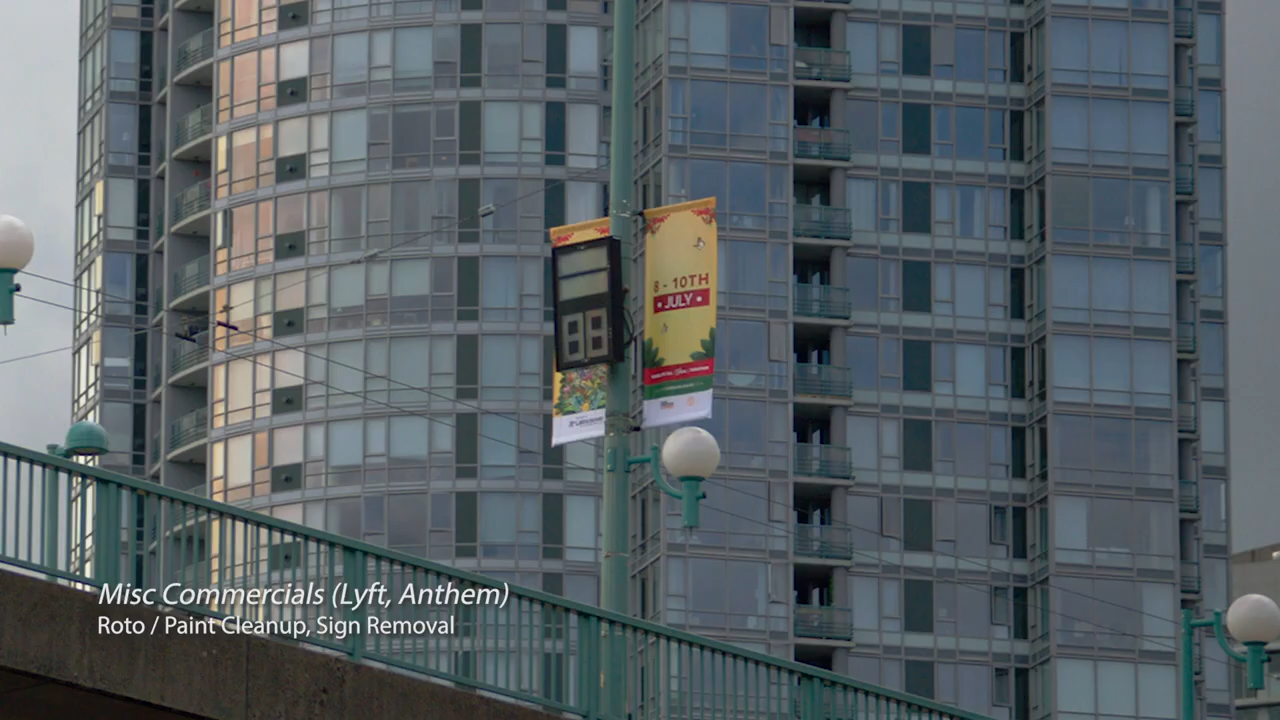 8 - 10TH
JULY
Misc Commercials (Lyft, Anthem)
Roto / Paint Cleanup, Sign Removal